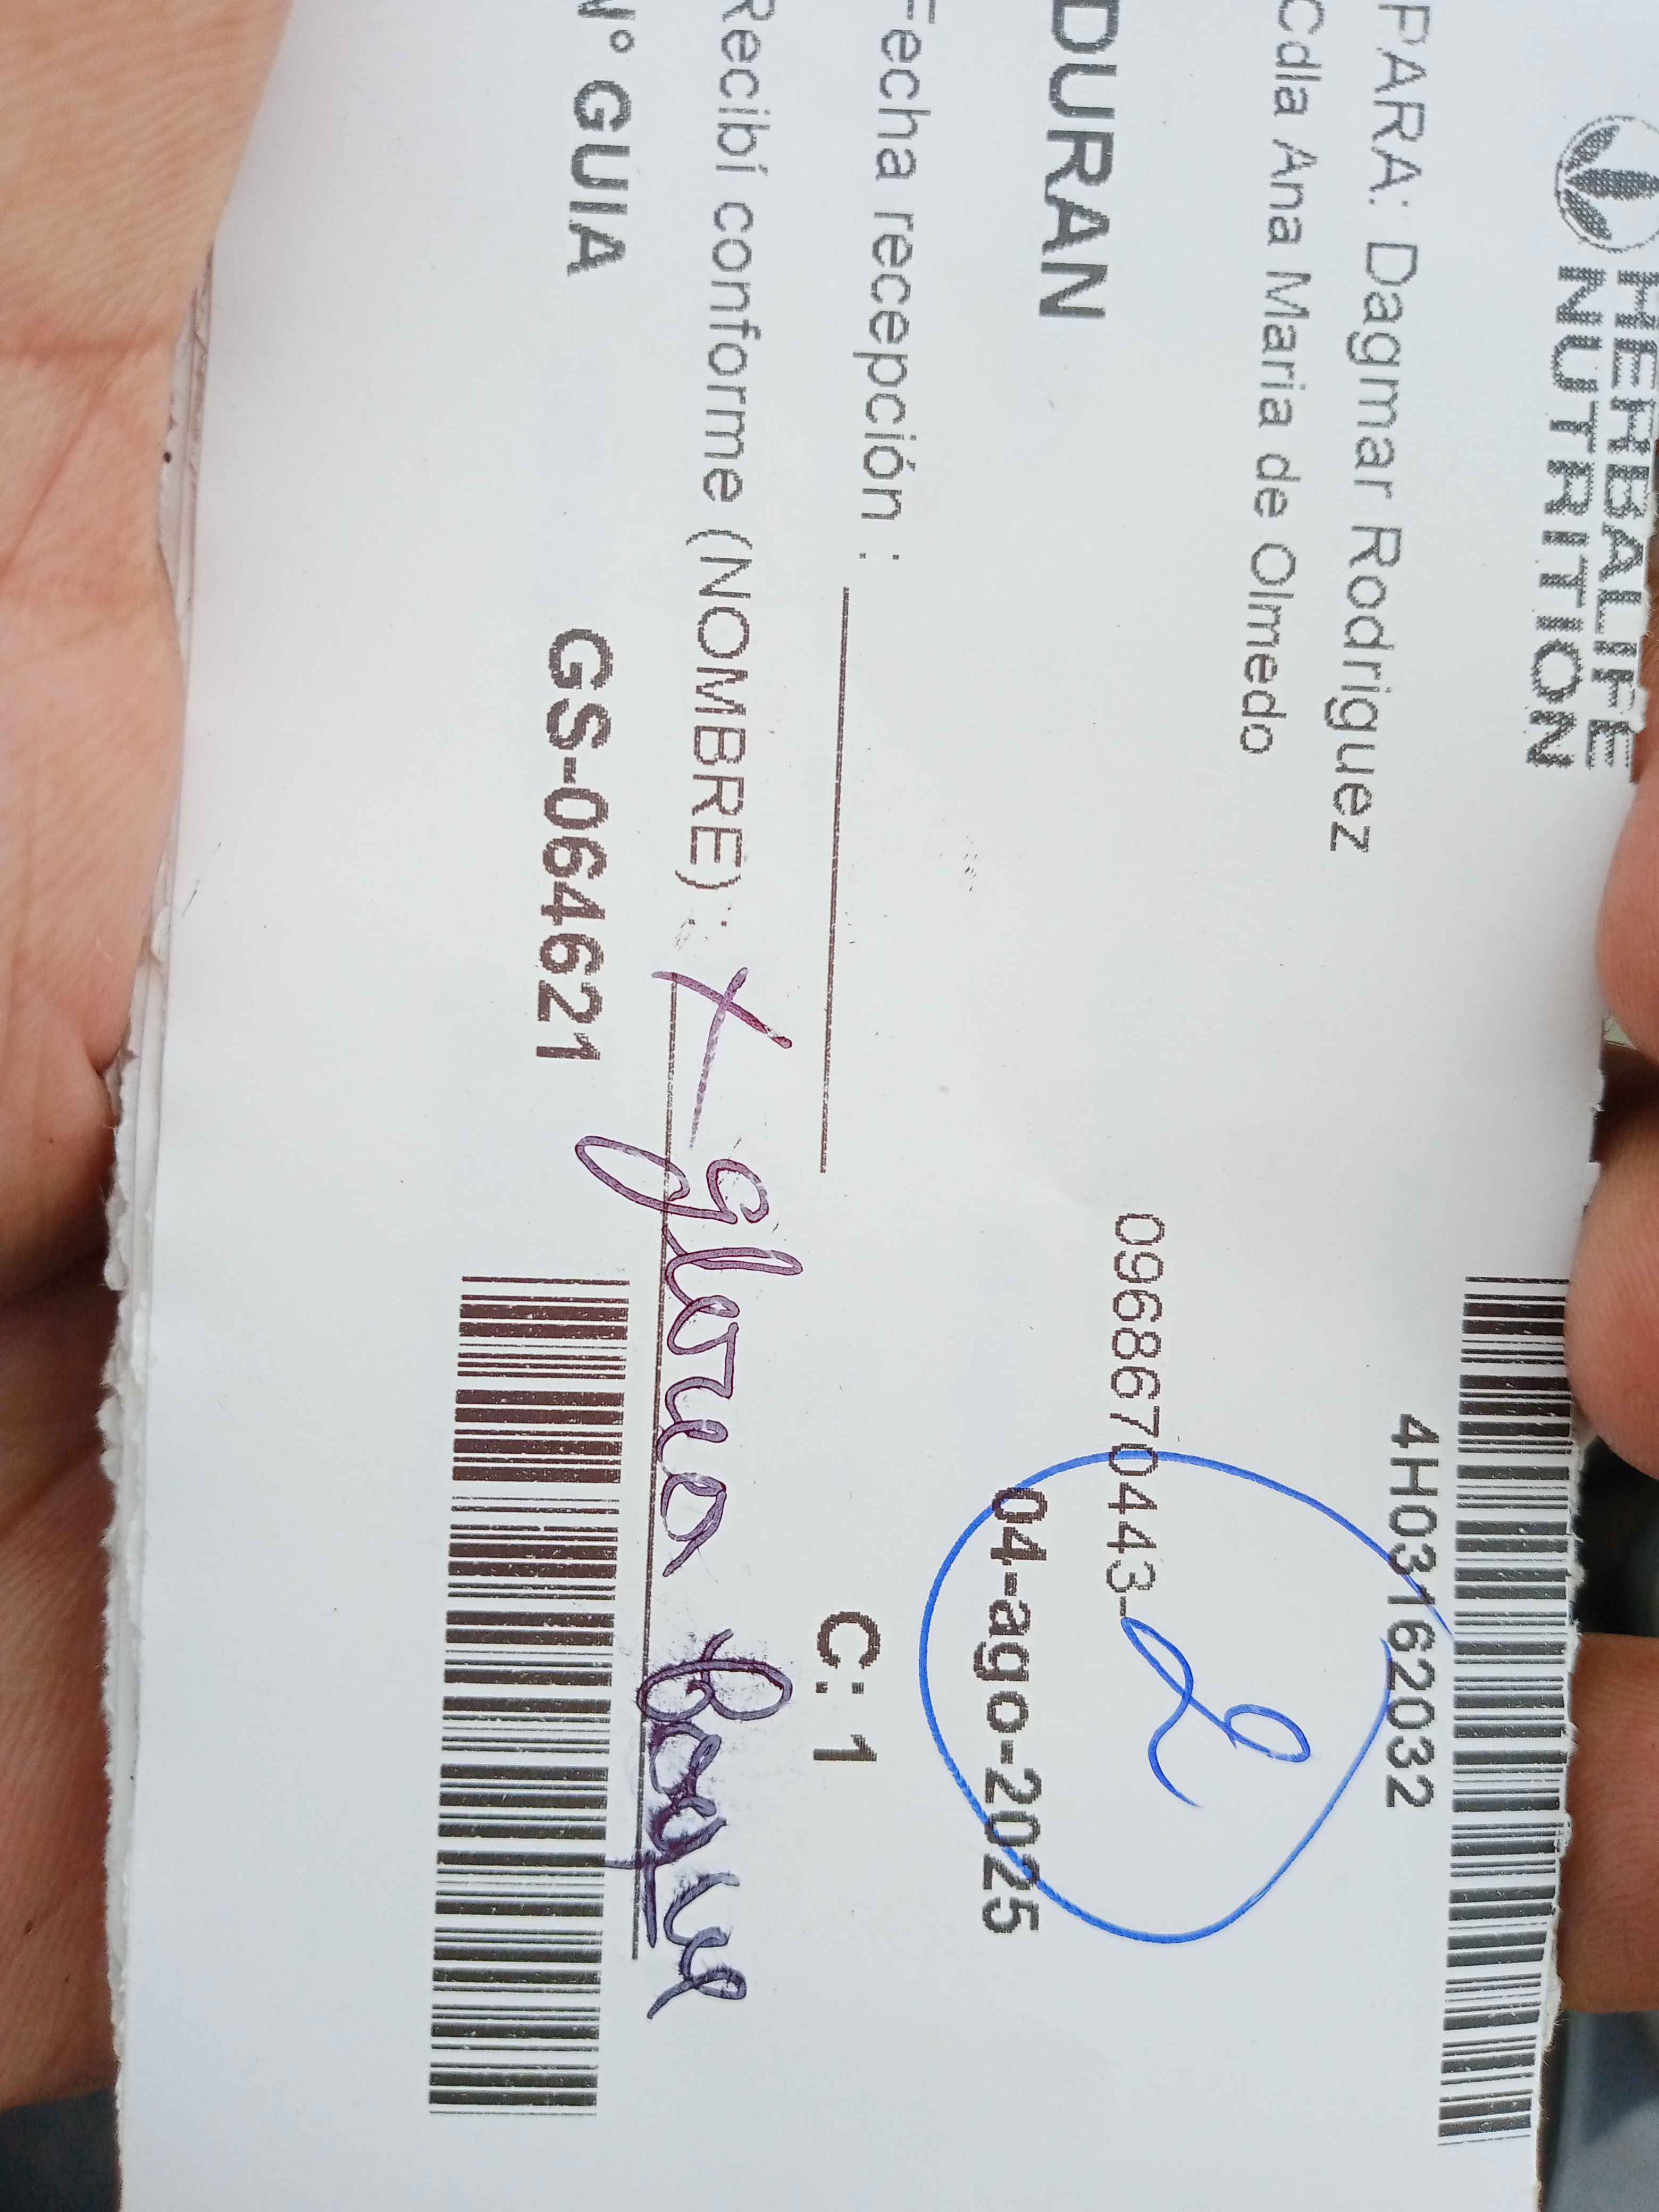 HERBALIFE
NUTRITION
4H03162032
PARA: Dagmar Rodriguez
Cdla Ana Maria de Olmedo
0968670443-
DURAN
04-ago-2025
Fecha recepción :
C: 1
Recibí conforme (NOMBRE) : X Gloria
N° GUIA GS-064621